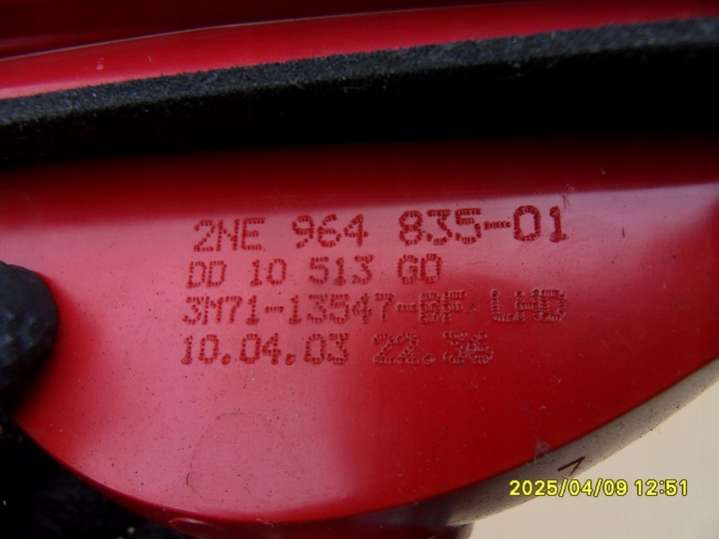 2NE 964 835-01
DD 10 513 GO
3M71-13547-BF LHD
10.04.03 22.36
2025/04/09 12:51